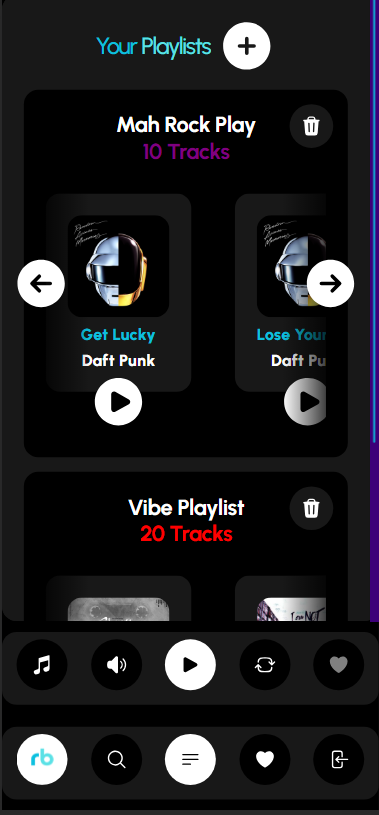 Your Playlists
Mah Rock Play
10 Tracks
Get Lucky
Daft Punk
Lose Your
Daft Pu
Vibe Playlist
20 Tracks
rb